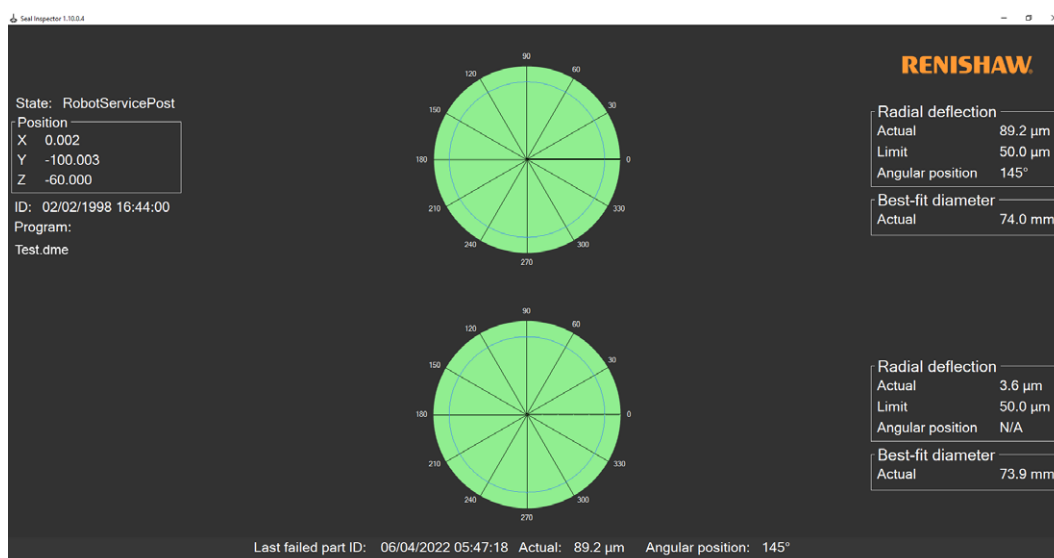 Seal Inspector 1.10.0.4
RENISHAW.
State: RobotServicePost
Position
X 0.002
Y -100.003
Z -60.000
ID: 02/02/1998 16:44:00
Program:
Test.dme
90
120 60
150 30
180 0
210 330
240 300
270
Radial deflection
Actual 89.2 µm
Limit 50.0 µm
Angular position 145°
Best-fit diameter
Actual 74.0 mm
90
120 60
150 30
180 0
210 330
240 300
270
Radial deflection
Actual 3.6 µm
Limit 50.0 µm
Angular position N/A
Best-fit diameter
Actual 73.9 mm
Last failed part ID: 06/04/2022 05:47:18 Actual: 89.2 µm Angular position: 145°